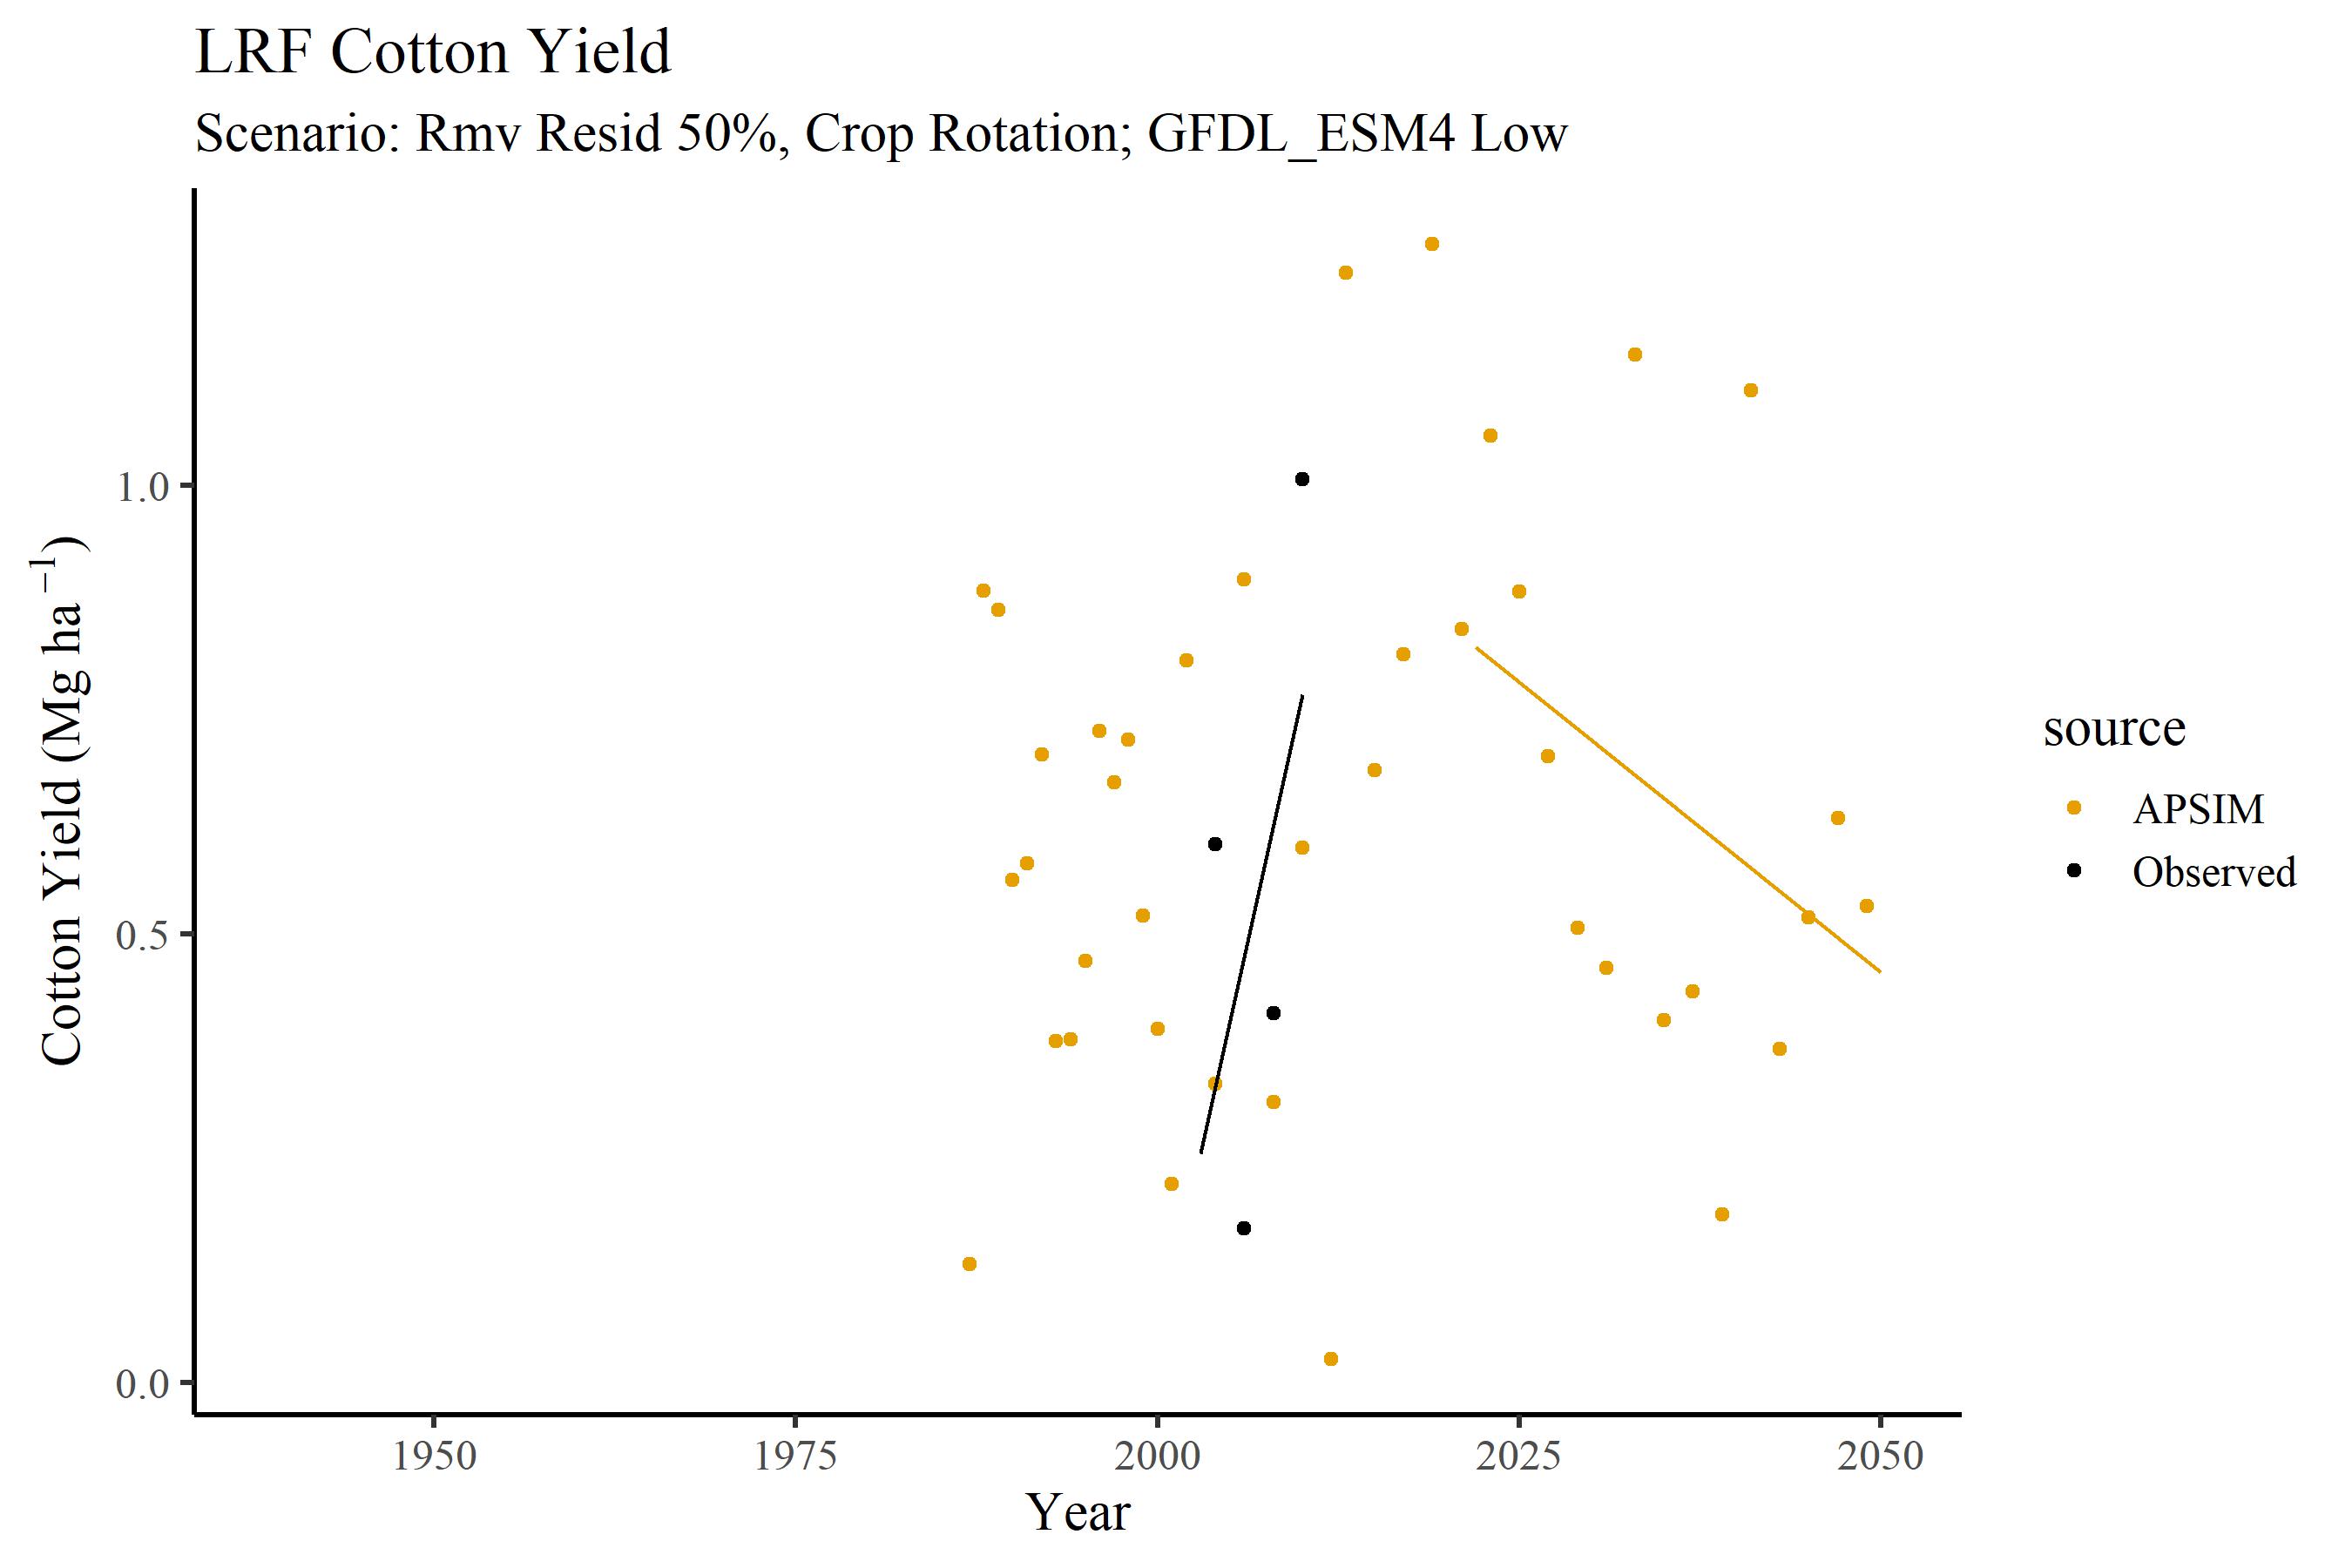 LRF Cotton Yield
Scenario: Rmv Resid 50%, Crop Rotation; GFDL_ESM4 Low
Cotton Yield (Mg ha⁻¹)
1.0
0.5
0.0
1950 1975 2000 2025 2050
Year
source
APSIM
Observed